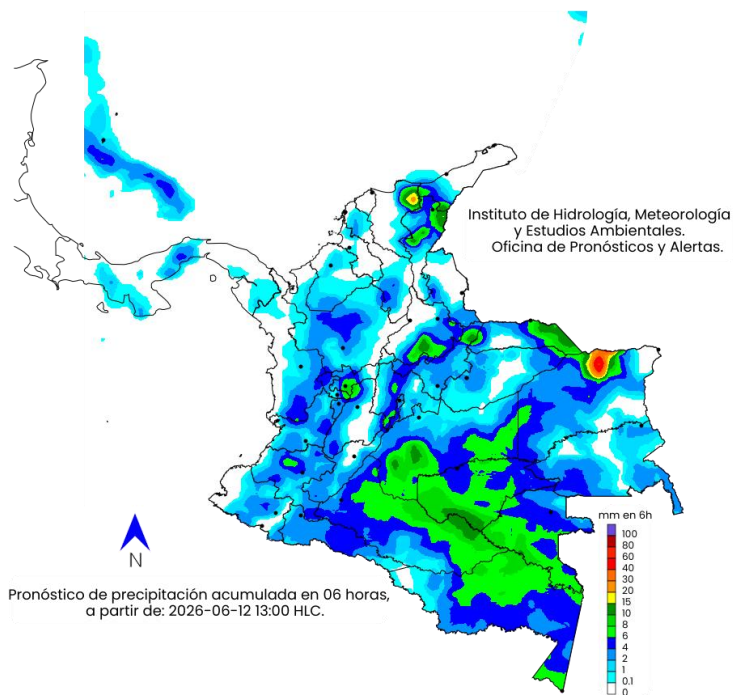 Instituto de Hidrología, Meteorología
y Estudios Ambientales.
Oficina de Pronósticos y Alertas.
mm en 6h
100
80
60
40
30
20
15
10
8
6
4
2
1
0.1
N
Pronóstico de precipitación acumulada en 06 horas,
a partir de: 2026-06-12 13:00 HLC.